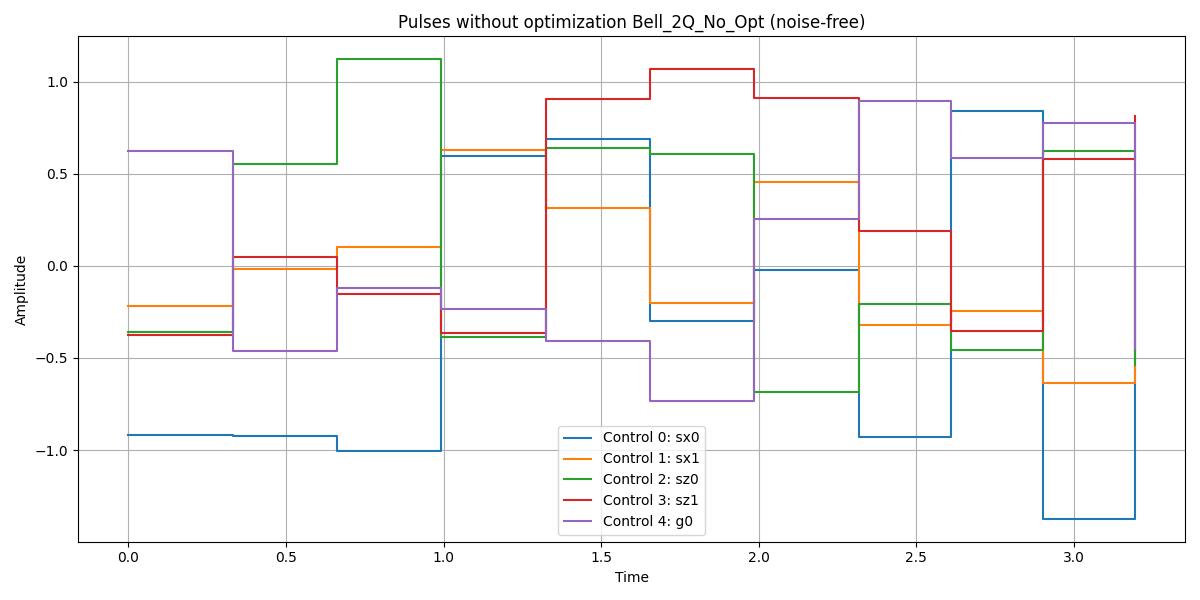 Pulses without optimization Bell_2Q_No_Opt (noise-free)
Amplitude
1.0
0.5
0.0
−0.5
−1.0
Control 0: sx0
Control 1: sx1
Control 2: sz0
Control 3: sz1
Control 4: g0
0.0 0.5 1.0 1.5 2.0 2.5 3.0
Time